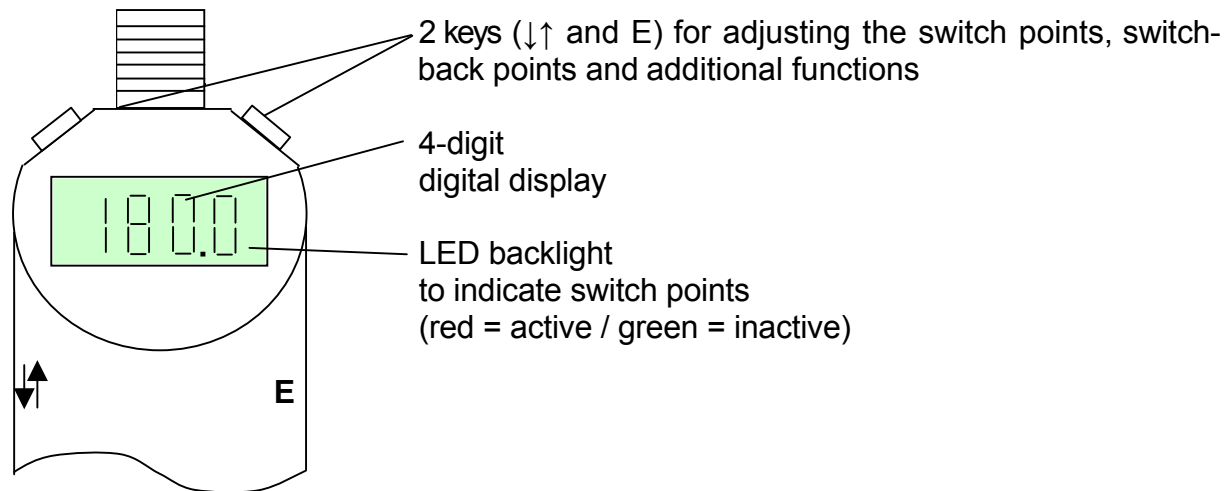 2 keys (↓↑ and E) for adjusting the switch points, switch-
back points and additional functions
4-digit
digital display
180.0
LED backlight
to indicate switch points
(red = active / green = inactive)
E